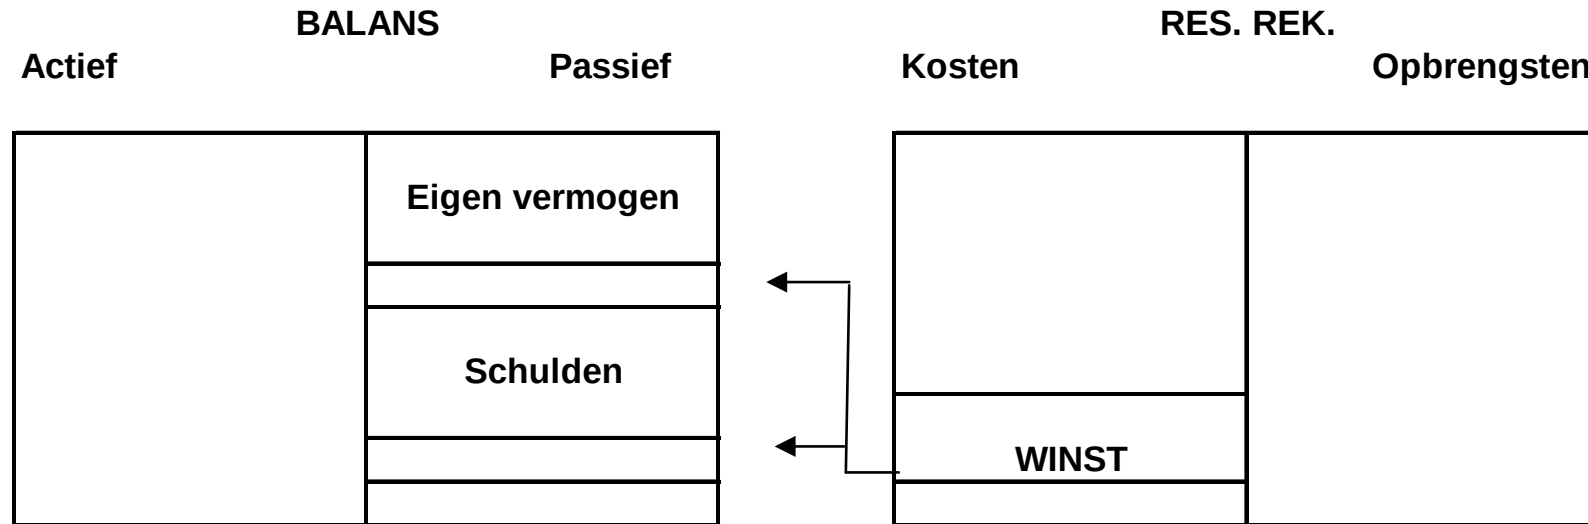 BALANS
RES. REK.
Actief
Passief
Kosten
Opbrengsten
Eigen vermogen
Schulden
WINST